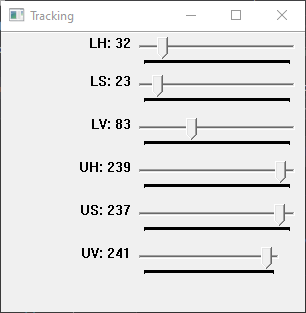 Tracking
LH: 32
LS: 23
LV: 83
UH: 239
US: 237
UV: 241